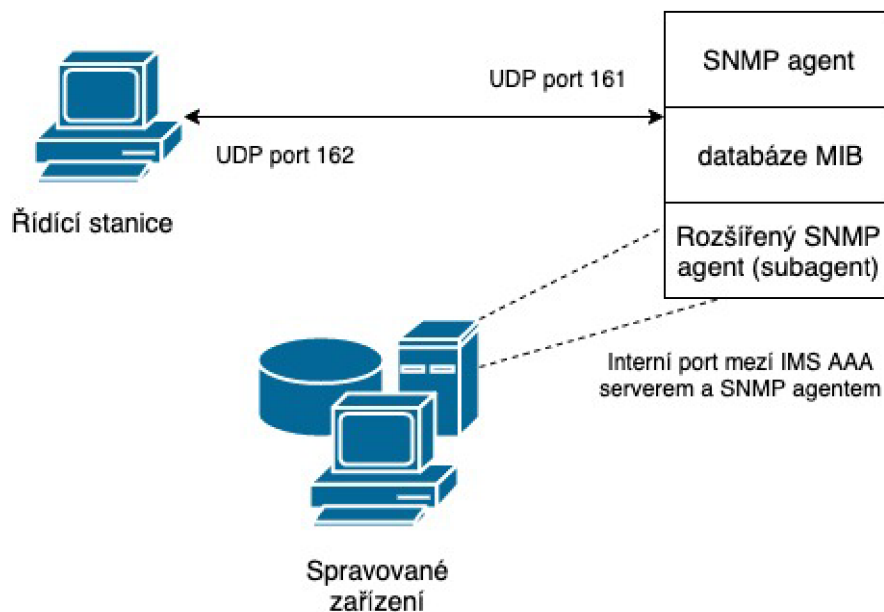 SNMP agent
UDP port 161
UDP port 162
databáze MIB
Řídící stanice
Rozšířený SNMP
agent (subagent)
Interní port mezí IMS AAA
serverem a SNMP agentem
Spravované
zařízení